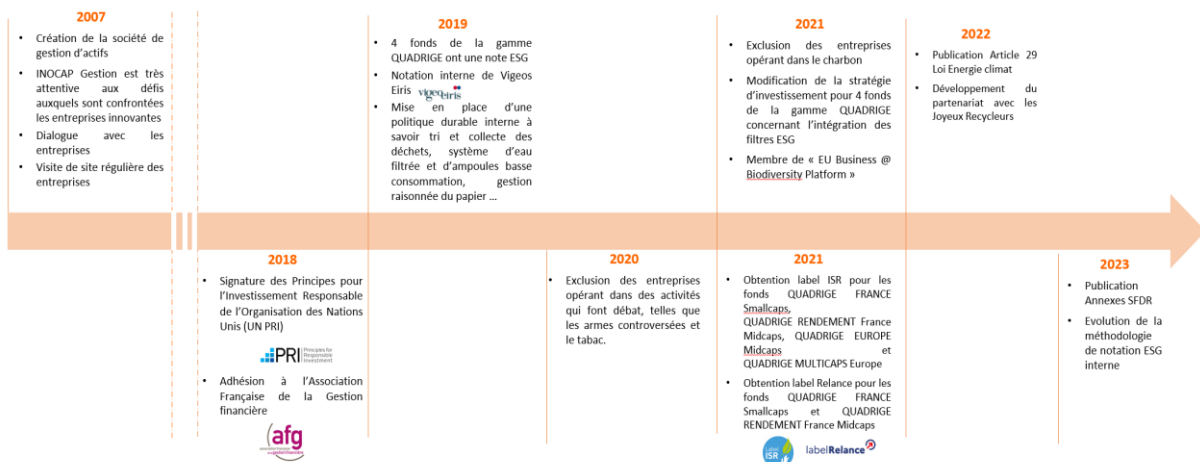 2007
• Création de la société de
gestion d'actifs
• INOCAP Gestion est très
attentive aux défis
auxquels sont confrontées
les entreprises innovantes
• Dialogue avec les
entreprises
• Visite de site régulière des
entreprises
2018
• Signature des Principes pour
l'Investissement Responsable
de l'Organisation des Nations
Unis (UN PRI)
PRI Principles for
Responsible
Investment
• Adhésion à l'Association
Française de la Gestion
financière
afg
2019
• 4 fonds de la gamme
QUADRIGE ont une note ESG
• Notation interne de Vigeos
Eiris vigeoeiris
• Mise en place d'une
politique durable interne à
savoir tri et collecte des
déchets, système d'eau
filtrée et d'ampoules basse
consommation, gestion
raisonnée du papier ...
2020
• Exclusion des entreprises
opérant dans des activités
qui font débat, telles que
les armes controversées et
le tabac.
2021
• Exclusion des entreprises
opérant dans le charbon
• Modification de la stratégie
d'investissement pour 4 fonds
de la gamme QUADRIGE
concernant l'intégration des
filtres ESG
• Membre de « EU Business @
Biodiversity Platform »
2021
• Obtention label ISR pour les
fonds QUADRIGE FRANCE
Smallcaps,
QUADRIGE RENDEMENT France
Midcaps, QUADRIGE EUROPE
Midcaps et
QUADRIGE MULTICAPS Europe
• Obtention label Relance pour les
fonds QUADRIGE FRANCE
Smallcaps et QUADRIGE
RENDEMENT France Midcaps
Label
ISR
labelRelance
2022
• Publication Article 29
Loi Energie climat
• Développement du
partenariat avec les
Joyeux Recycleurs
2023
• Publication
Annexes SFDR
• Evolution de la
méthodologie
de notation ESG
interne